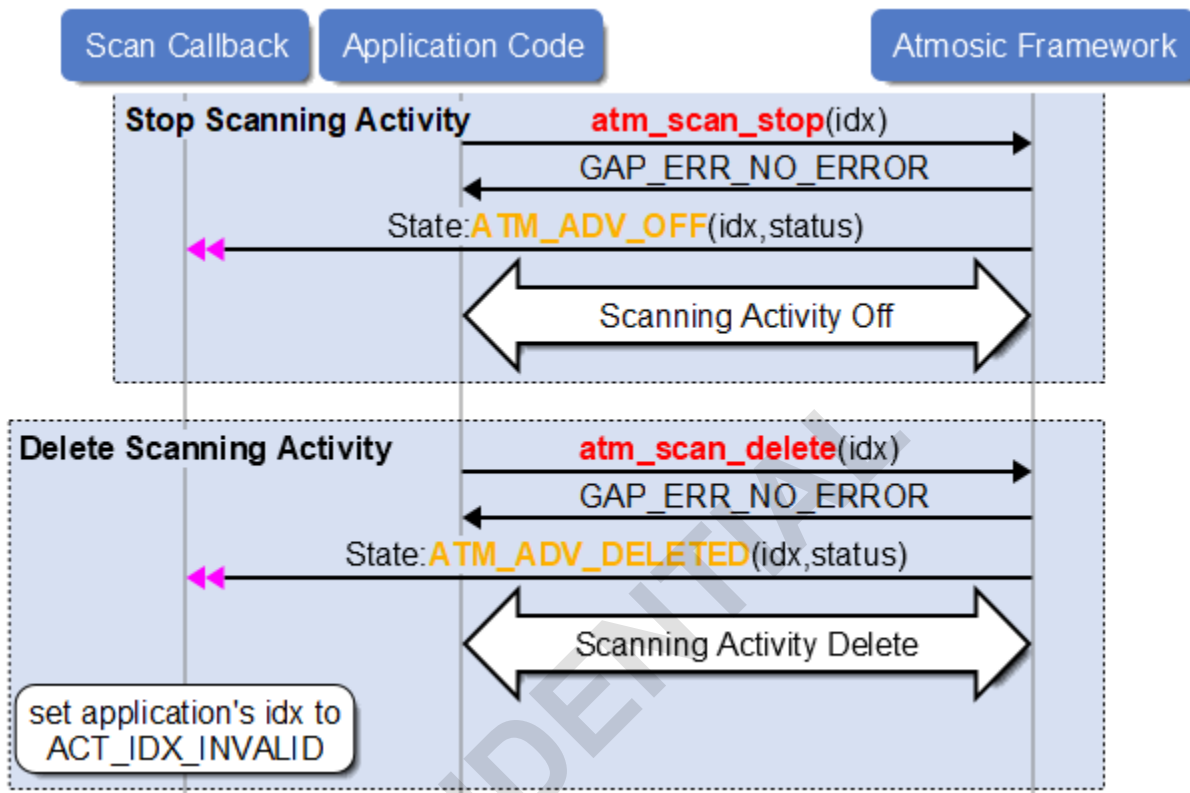 Scan Callback
Application Code
Atmosic Framework
Stop Scanning Activity
atm_scan_stop(idx)
GAP_ERR_NO_ERROR
State:ATM_ADV_OFF(idx,status)
Scanning Activity Off
Delete Scanning Activity
atm_scan_delete(idx)
GAP_ERR_NO_ERROR
State:ATM_ADV_DELETED(idx,status)
Scanning Activity Delete
set application's idx to
ACT_IDX_INVALID
IDENTIAL